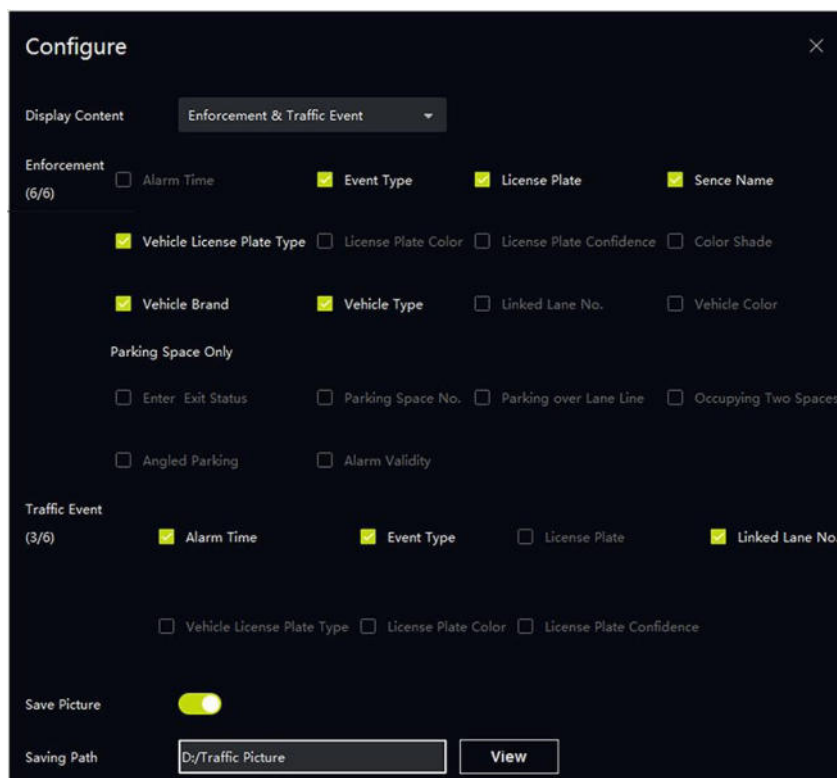 Configure
Display Content Enforcement & Traffic Event
Enforcement
(6/6)
Alarm Time Event Type License Plate Sence Name
Vehicle License Plate Type License Plate Color License Plate Confidence Color Shade
Vehicle Brand Vehicle Type Linked Lane No. Vehicle Color
Parking Space Only
Enter Exit Status Parking Space No. Parking over Lane Line Occupying Two Spaces
Angled Parking Alarm Validity
Traffic Event
(3/6)
Alarm Time Event Type License Plate Linked Lane No.
Vehicle License Plate Type License Plate Color License Plate Confidence
Save Picture
Saving Path D:/Traffic Picture View